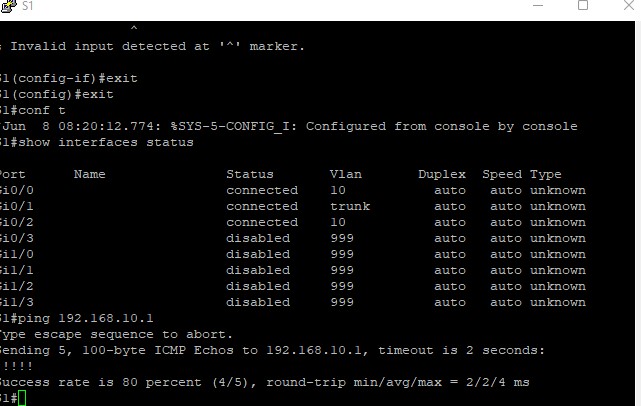 S1
^
% Invalid input detected at '^' marker.
S1(config-if)#exit
S1(config)#exit
S1#conf t
*Jun  8 08:20:12.774: %SYS-5-CONFIG_I: Configured from console by console
S1#show interfaces status
Port      Name               Status       Vlan       Duplex  Speed Type
Gi0/0                        connected    10           auto   auto unknown
Gi0/1                        connected    trunk        auto   auto unknown
Gi0/2                        connected    10           auto   auto unknown
Gi0/3                        disabled     999          auto   auto unknown
Gi1/0                        disabled     999          auto   auto unknown
Gi1/1                        disabled     999          auto   auto unknown
Gi1/2                        disabled     999          auto   auto unknown
Gi1/3                        disabled     999          auto   auto unknown
S1#ping 192.168.10.1
Type escape sequence to abort.
Sending 5, 100-byte ICMP Echos to 192.168.10.1, timeout is 2 seconds:
.!!!!
Success rate is 80 percent (4/5), round-trip min/avg/max = 2/2/4 ms
S1#